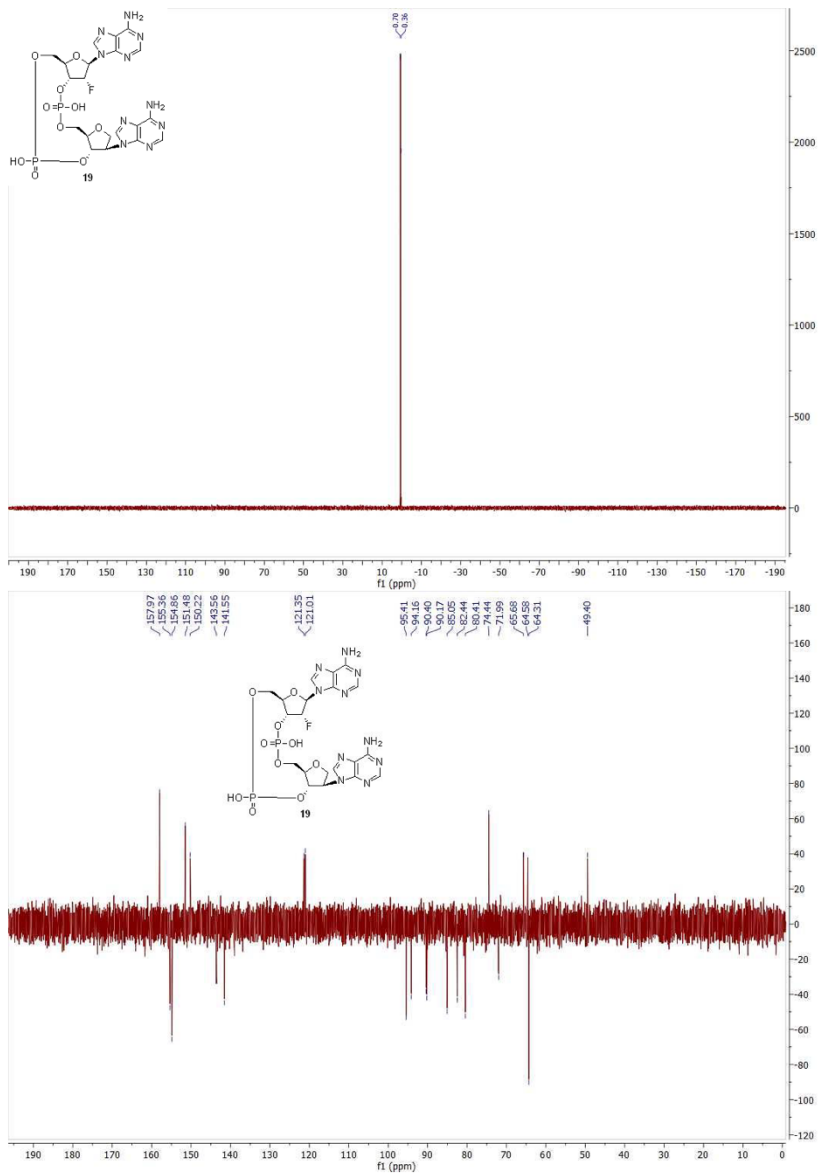 0.70
0.36
NH2
N
N
N
N
O
O
F
O
O=P-OH
O
O
NH2
N
N
N
N
HO-P
O
O
19
2500
2000
1500
1000
500
0
190 170 150 130 110 90 70 50 30 10 -10 -30 -50 -70 -90 -110 -130 -150 -170 -190
f1 (ppm)
157.97
155.36
154.86
151.48
150.22
143.56
141.55
121.35
121.01
95.41
94.16
90.40
90.17
85.05
82.44
80.41
74.44
71.99
65.68
64.58
64.31
49.40
NH2
N
N
N
N
O
O
F
O
O=P-OH
O
O
NH2
N
N
N
N
HO-P
O
O
19
180
160
140
120
100
80
60
40
20
0
-20
-40
-60
-80
-100
-120
190 180 170 160 150 140 130 120 110 100 90 80 70 60 50 40 30 20 10 0
f1 (ppm)